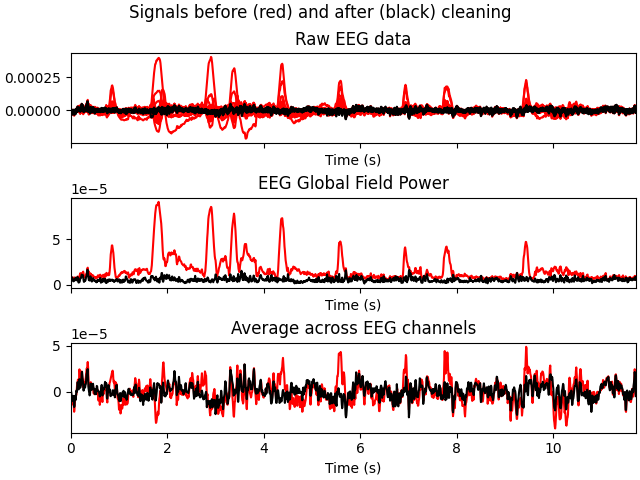 Signals before (red) and after (black) cleaning
Raw EEG data
0.00025
0.00000
Time (s)
EEG Global Field Power
1e−5
5
0
Time (s)
Average across EEG channels
1e−5
5
0
0 2 4 6 8 10
Time (s)